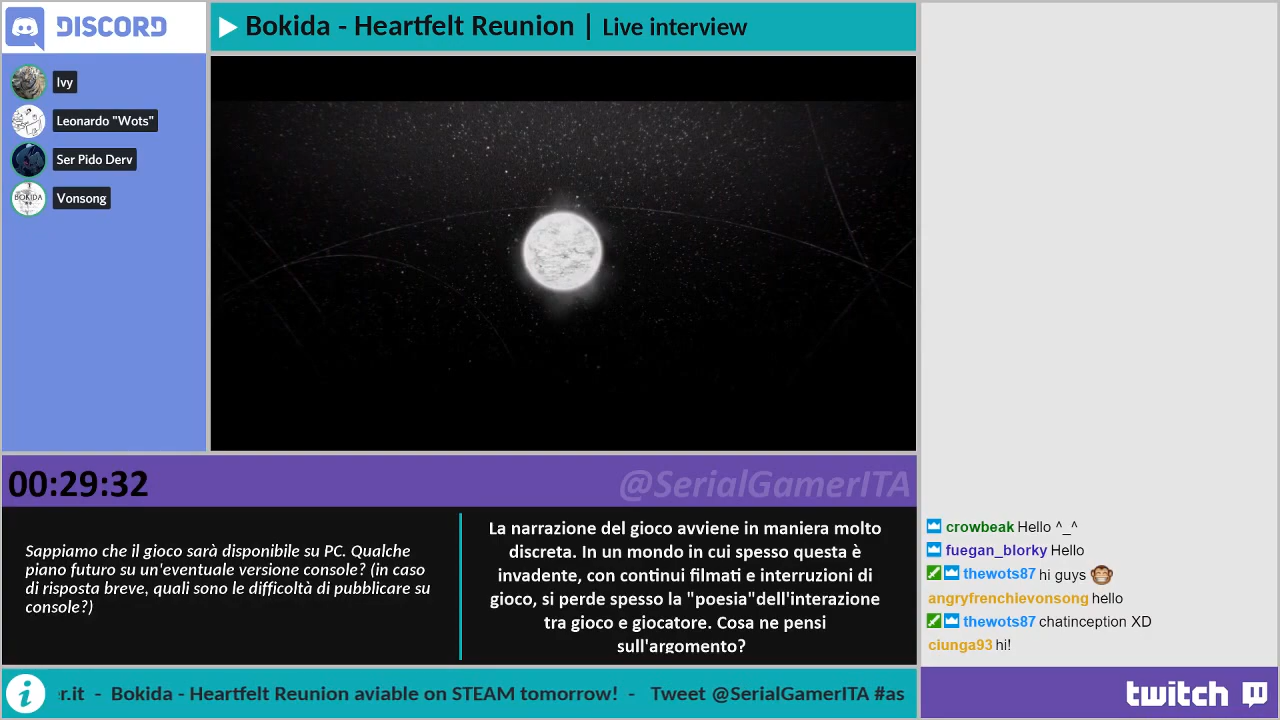 DISCORD
Ivy
Leonardo "Wots"
Ser Pido Derv
BOKIDA
Vonsong
Bokida - Heartfelt Reunion | Live interview
00:29:32
@SerialGamerITA
Sappiamo che il gioco sarà disponibile su PC. Qualche
piano futuro su un'eventuale versione console? (in caso
di risposta breve, quali sono le difficoltà di pubblicare su
console?)
La narrazione del gioco avviene in maniera molto
discreta. In un mondo in cui spesso questa è
invadente, con continui filmati e interruzioni di
gioco, si perde spesso la "poesia"dell'interazione
tra gioco e giocatore. Cosa ne pensi
sull'argomento?
crowbeak Hello ^_^
fuegan_blorky Hello
thewots87 hi guys
angryfrenchievonsong hello
thewots87 chatinception XD
ciunga93 hi!
er.it - Bokida - Heartfelt Reunion aviable on STEAM tomorrow! - Tweet @SerialGamerITA #as
twitch